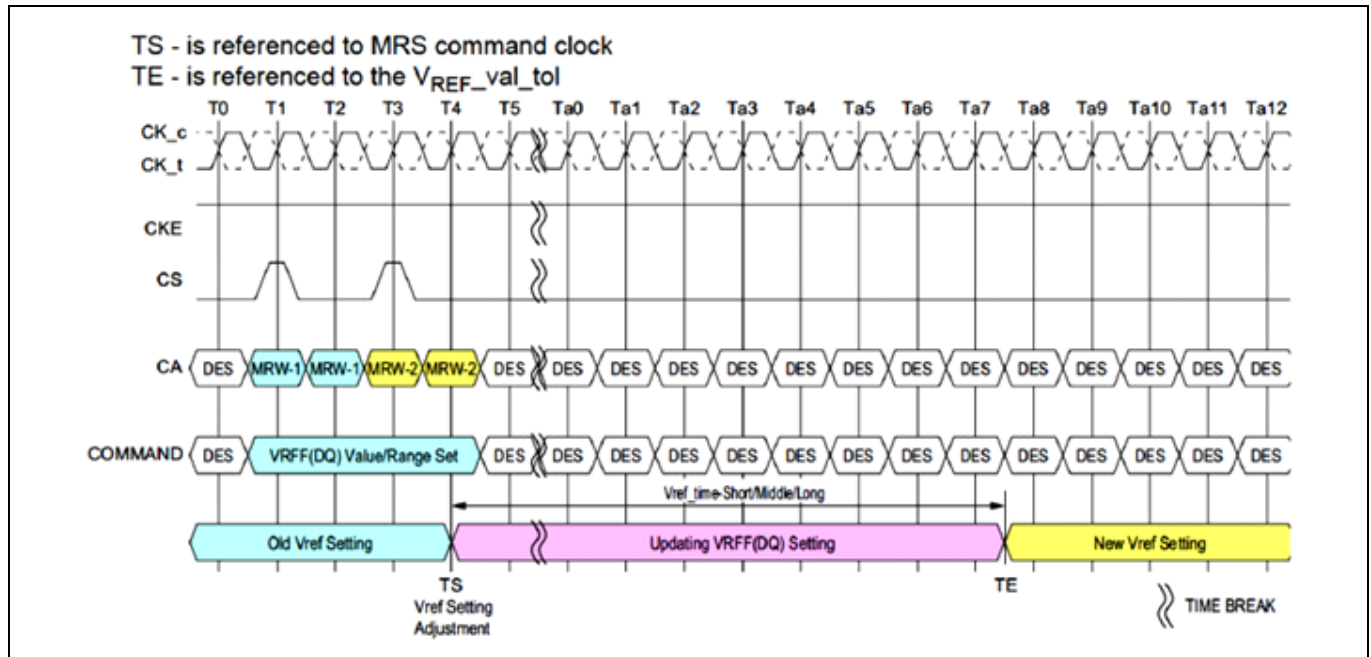 TS - is referenced to MRS command clock
TE - is referenced to the VREF_val_tol
T0 T1 T2 T3 T4 T5 Ta0 Ta1 Ta2 Ta3 Ta4 Ta5 Ta6 Ta7 Ta8 Ta9 Ta10 Ta11 Ta12
CK_c
CK_t
CKE
CS
CA DES MRW-1 MRW-1 MRW-2 MRW-2 DES DES DES DES DES DES DES DES DES DES DES DES DES DES
COMMAND DES VRFF(DQ) Value/Range Set DES DES DES DES DES DES DES DES DES DES DES DES DES DES
Vref_time-Short/Middle/Long
Old Vref Setting Updating VRFF(DQ) Setting New Vref Setting
TS TE
Vref Setting TIME BREAK
Adjustment